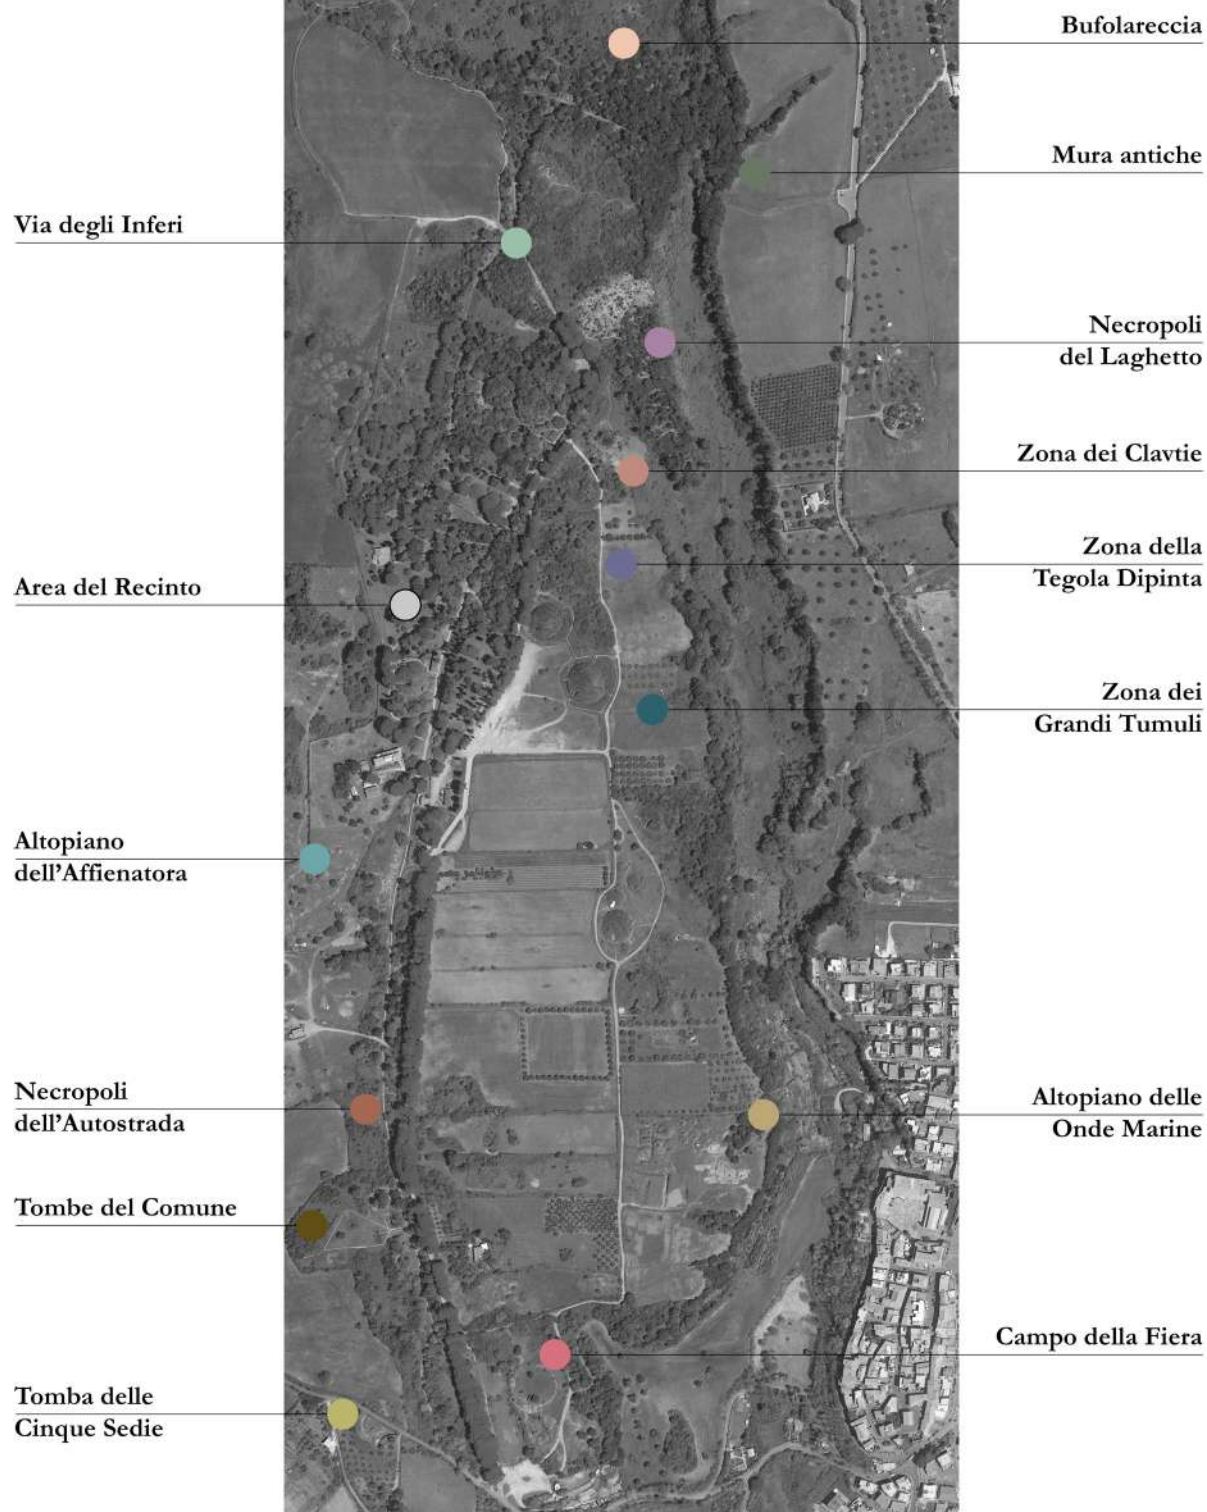 Bufolareccia
Mura antiche
Via degli Inferi
Necropoli
del Laghetto
Zona dei Clavtie
Zona della
Tegola Dipinta
Area del Recinto
Zona dei
Grandi Tumuli
Altopiano
dell’Affienatora
Necropoli
dell’Autostrada
Altopiano delle
Onde Marine
Tombe del Comune
Campo della Fiera
Tomba delle
Cinque Sedie